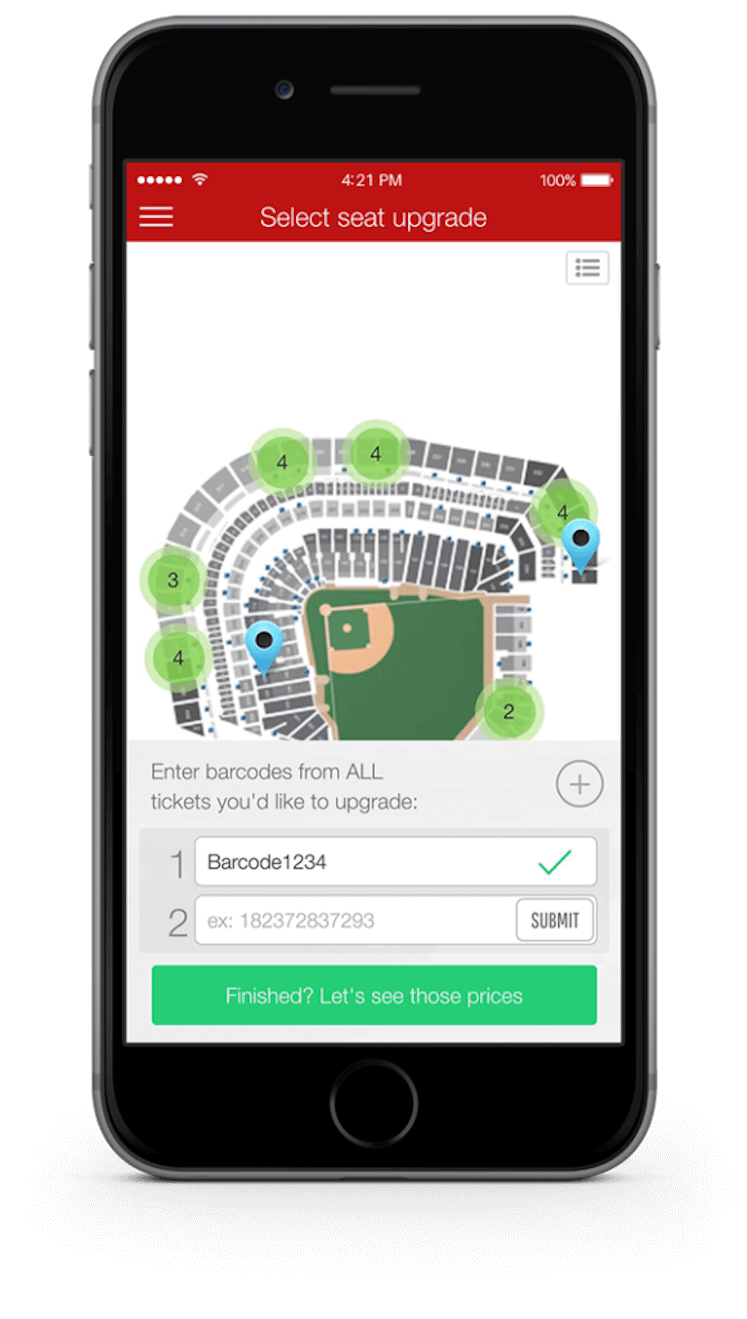 4:21 PM
100%
Select seat upgrade
4
4
4
3
4
2
Enter barcodes from ALL
tickets you'd like to upgrade:
1 Barcode1234
2 ex: 182372837293 SUBMIT
Finished? Let's see those prices